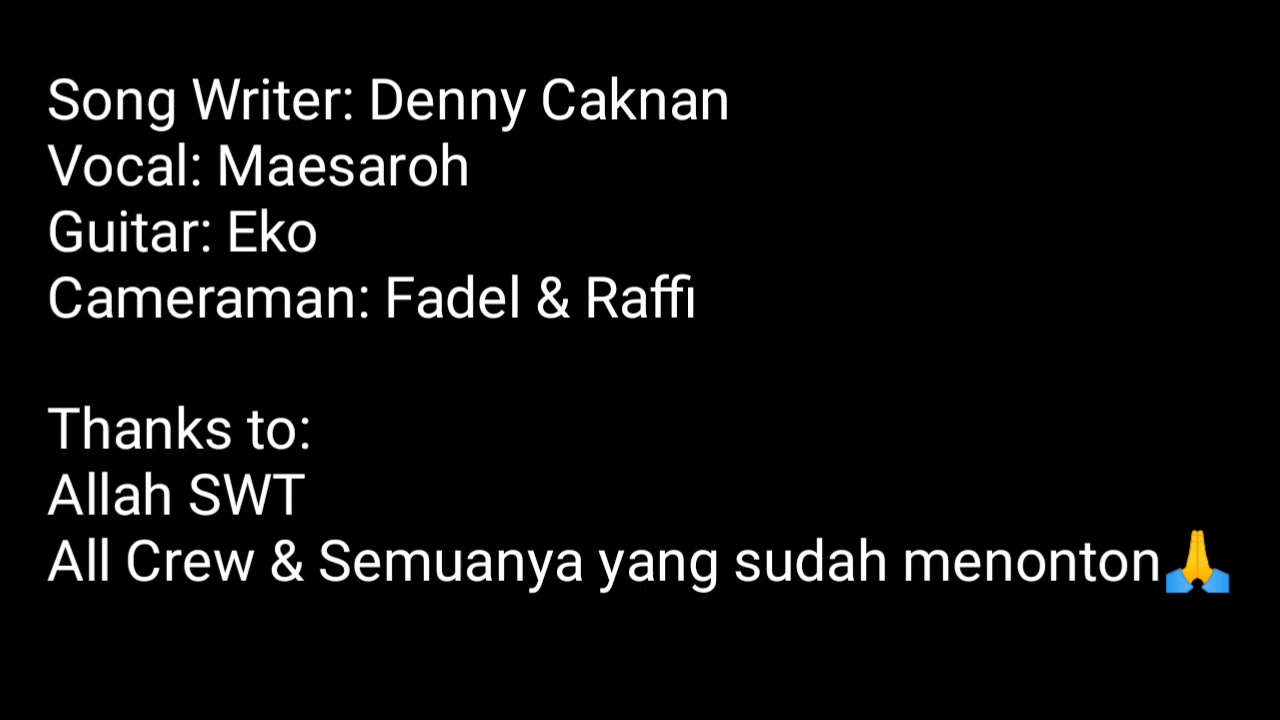 Song Writer: Denny Caknan
Vocal: Maesaroh
Guitar: Eko
Cameraman: Fadel & Raffi
Thanks to:
Allah SWT
All Crew & Semuanya yang sudah menonton🙏